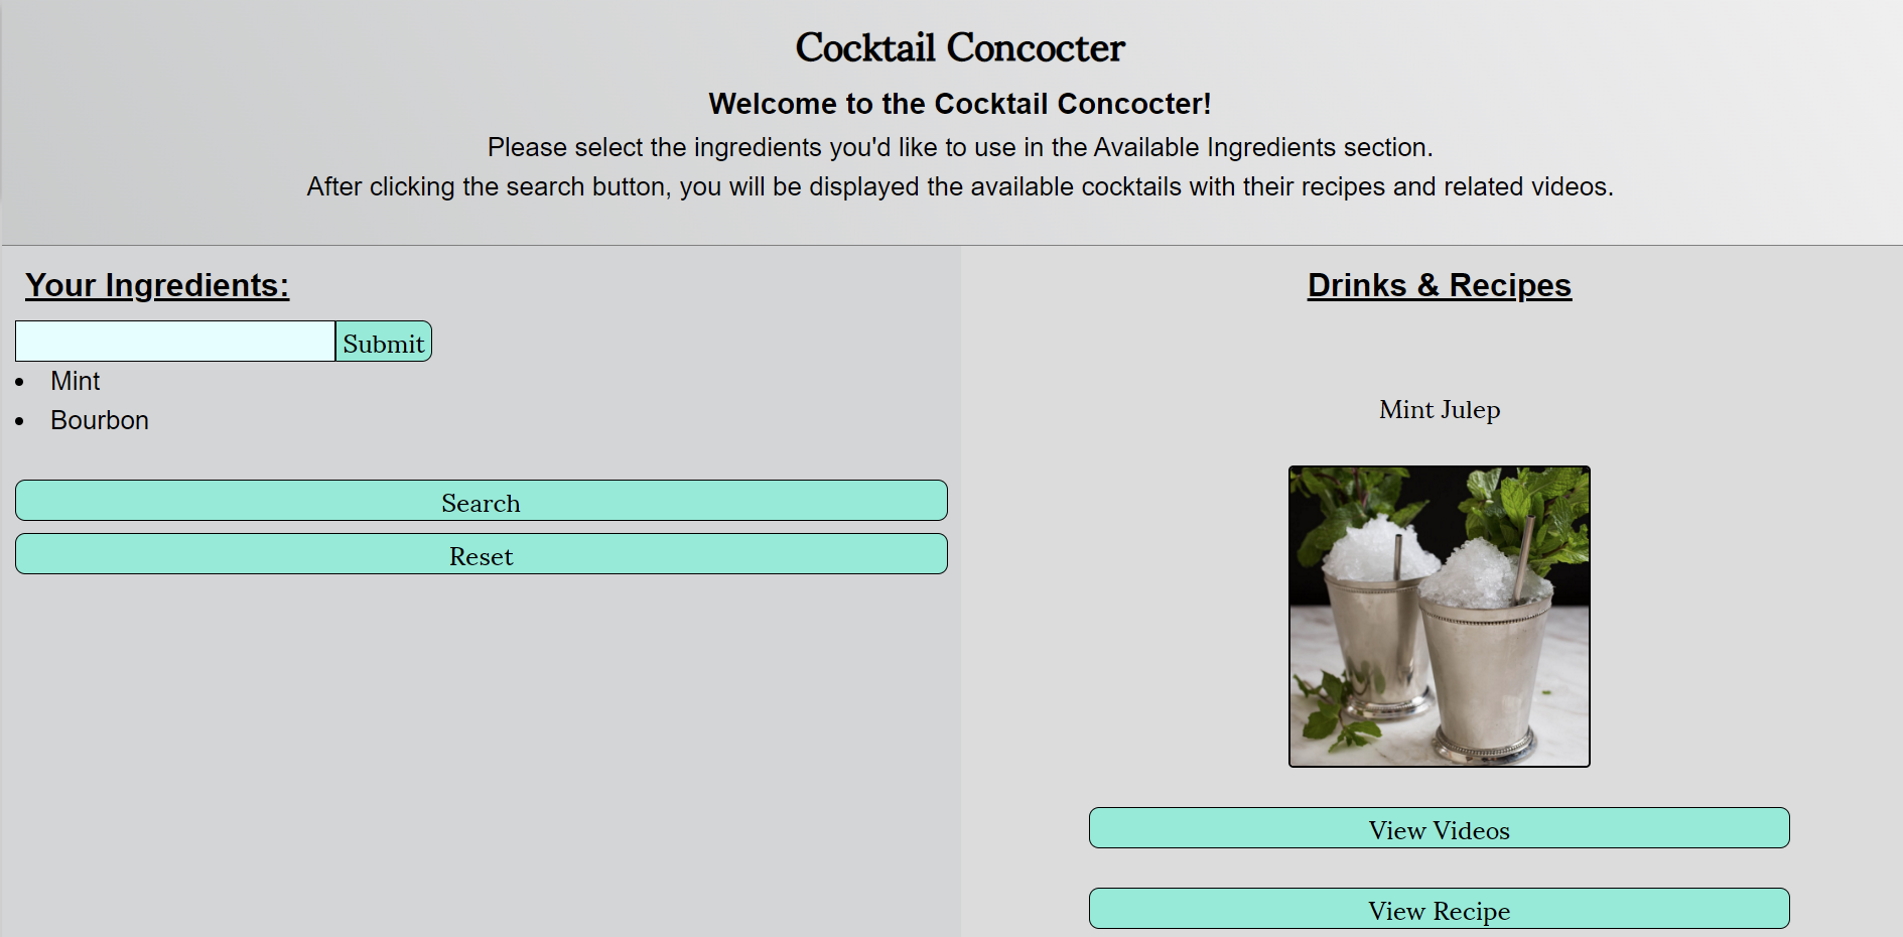 Cocktail Concocter
Welcome to the Cocktail Concocter!
Please select the ingredients you'd like to use in the Available Ingredients section.
After clicking the search button, you will be displayed the available cocktails with their recipes and related videos.
Your Ingredients:
Submit
• Mint
• Bourbon
Search
Reset
Drinks & Recipes
Mint Julep
View Videos
View Recipe